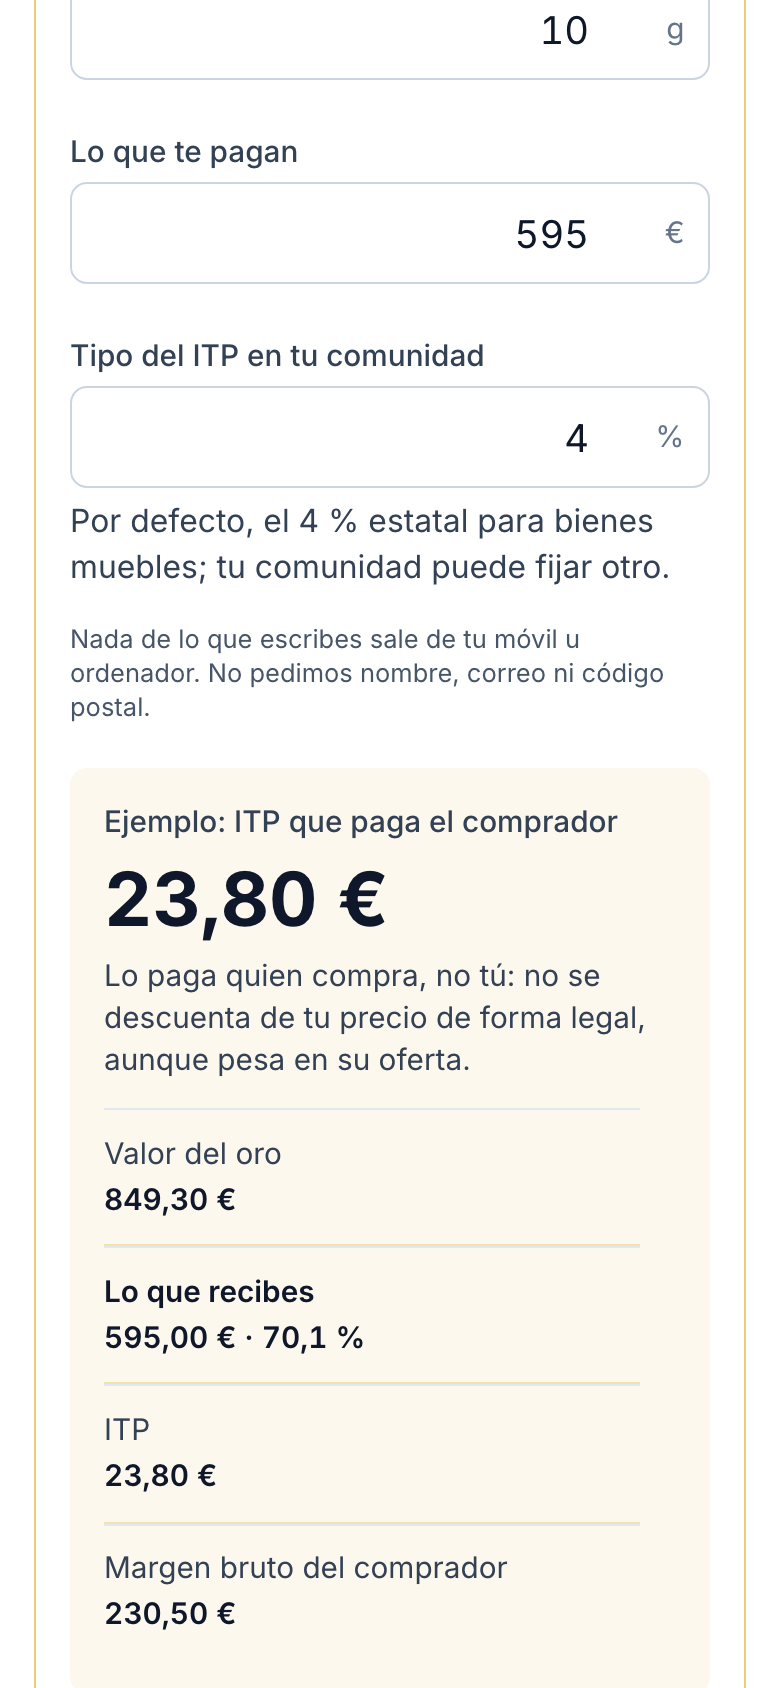 10 g
Lo que te pagan
595 €
Tipo del ITP en tu comunidad
4 %
Por defecto, el 4 % estatal para bienes
muebles; tu comunidad puede fijar otro.
Nada de lo que escribes sale de tu móvil u
ordenador. No pedimos nombre, correo ni código
postal.
Ejemplo: ITP que paga el comprador
23,80 €
Lo paga quien compra, no tú: no se
descuenta de tu precio de forma legal,
aunque pesa en su oferta.
Valor del oro
849,30 €
Lo que recibes
595,00 € · 70,1 %
ITP
23,80 €
Margen bruto del comprador
230,50 €